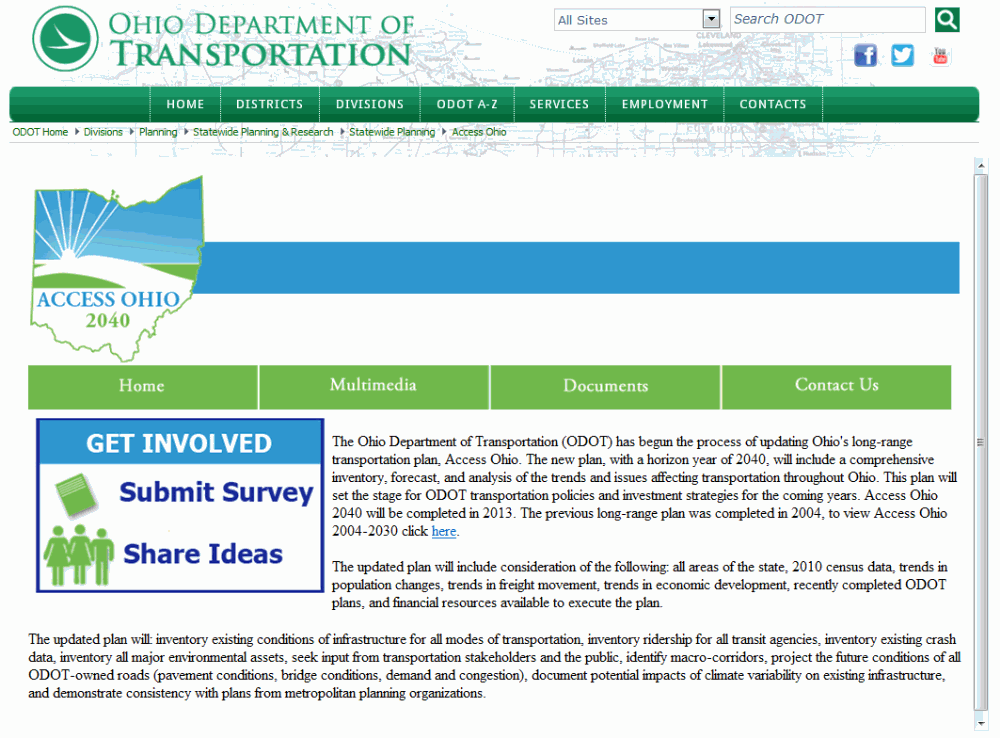 OHIO DEPARTMENT OF
TRANSPORTATION
All Sites
Search ODOT
CLEVELAND
You
HOME DISTRICTS DIVISIONS ODOT A-Z SERVICES EMPLOYMENT CONTACTS
ODOT Home Divisions Planning Statewide Planning & Research Statewide Planning Access Ohio
ACCESS OHIO
2040
Home Multimedia Documents Contact Us
GET INVOLVED
Submit Survey
Share Ideas
The Ohio Department of Transportation (ODOT) has begun the process of updating Ohio's long-range
transportation plan, Access Ohio. The new plan, with a horizon year of 2040, will include a comprehensive
inventory, forecast, and analysis of the trends and issues affecting transportation throughout Ohio. This plan will
set the stage for ODOT transportation policies and investment strategies for the coming years. Access Ohio
2040 will be completed in 2013. The previous long-range plan was completed in 2004, to view Access Ohio
2004-2030 click here.
The updated plan will include consideration of the following: all areas of the state, 2010 census data, trends in
population changes, trends in freight movement, trends in economic development, recently completed ODOT
plans, and financial resources available to execute the plan.
The updated plan will: inventory existing conditions of infrastructure for all modes of transportation, inventory ridership for all transit agencies, inventory existing crash
data, inventory all major environmental assets, seek input from transportation stakeholders and the public, identify macro-corridors, project the future conditions of all
ODOT-owned roads (pavement conditions, bridge conditions, demand and congestion), document potential impacts of climate variability on existing infrastructure,
and demonstrate consistency with plans from metropolitan planning organizations.